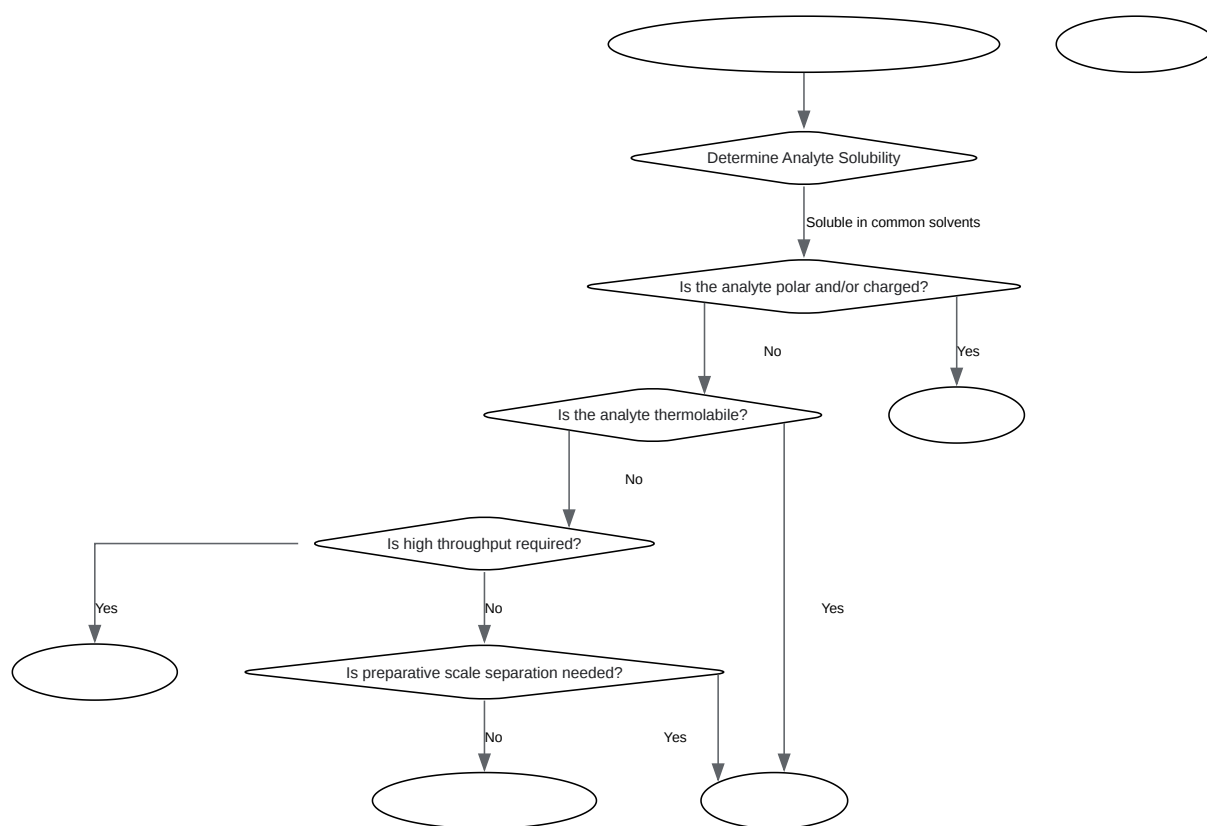 Determine Analyte Solubility
Soluble in common solvents
Is the analyte polar and/or charged?
No
Yes
Is the analyte thermolabile?
No
Is high throughput required?
Yes
No
Yes
Is preparative scale separation needed?
No
Yes